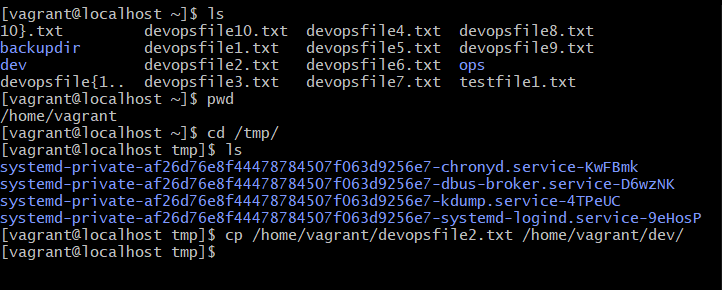 [vagrant@localhost ~]$ ls
10}.txt devopsfile10.txt devopsfile4.txt devopsfile8.txt
backupdir devopsfile1.txt devopsfile5.txt devopsfile9.txt
dev devopsfile2.txt devopsfile6.txt ops
devopsfile{1.. devopsfile3.txt devopsfile7.txt testfile1.txt
[vagrant@localhost ~]$ pwd
/home/vagrant
[vagrant@localhost ~]$ cd /tmp/
[vagrant@localhost tmp]$ ls
systemd-private-af26d76e8f44478784507f063d9256e7-chronyd.service-KwFBmk
systemd-private-af26d76e8f44478784507f063d9256e7-dbus-broker.service-D6wzNK
systemd-private-af26d76e8f44478784507f063d9256e7-kdump.service-4TPeUC
systemd-private-af26d76e8f44478784507f063d9256e7-systemd-logind.service-9eHosP
[vagrant@localhost tmp]$ cp /home/vagrant/devopsfile2.txt /home/vagrant/dev/
[vagrant@localhost tmp]$